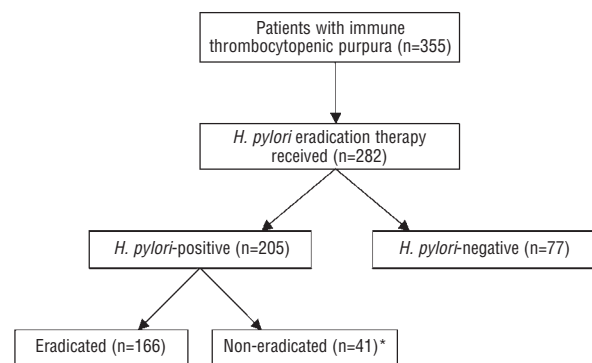 Patients with immune
thrombocytopenic purpura (n=355)
H. pylori eradication therapy
received (n=282)
H. pylori-positive (n=205)
H. pylori-negative (n=77)
Eradicated (n=166)
Non-eradicated (n=41)*